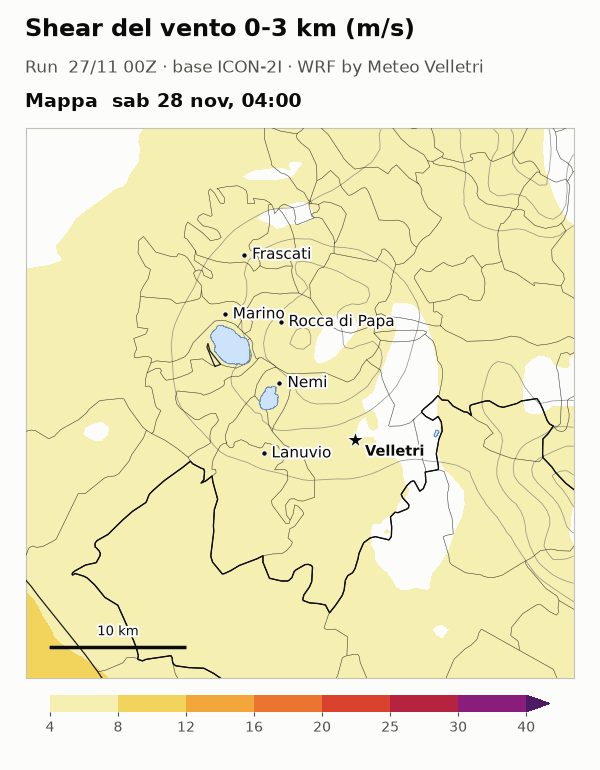 Shear del vento 0-3 km (m/s)
Run  27/11 00Z · base ICON-2I · WRF by Meteo Velletri
Mappa  sab 28 nov, 04:00
Frascati
Marino
Rocca di Papa
Nemi
Velletri
Lanuvio
10 km
4 8 12 16 20 25 30 40